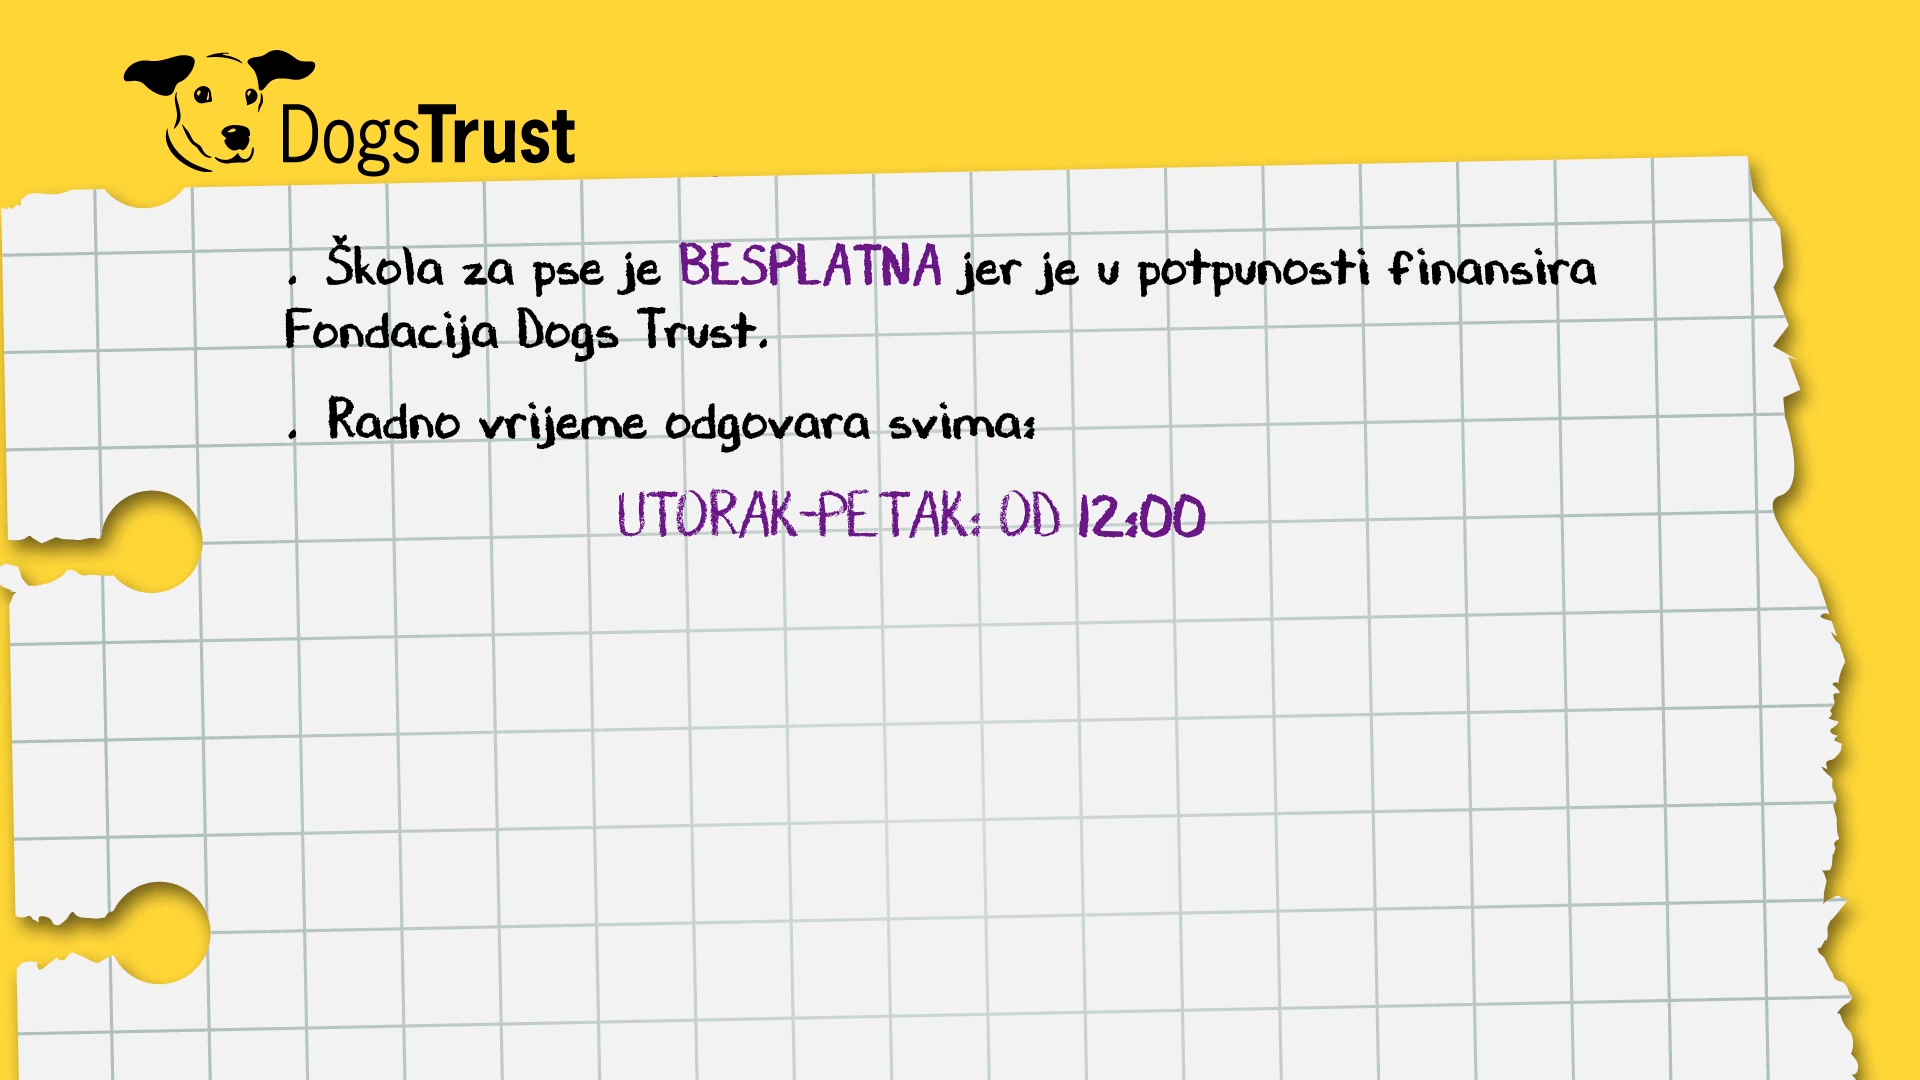 DogsTrust
. Škola za pse je BESPLATNA jer je u potpunosti finansira
Fondacija Dogs Trust.
. Radno vrijeme odgovara svima:
UTORAK-PETAK: OD 12:00